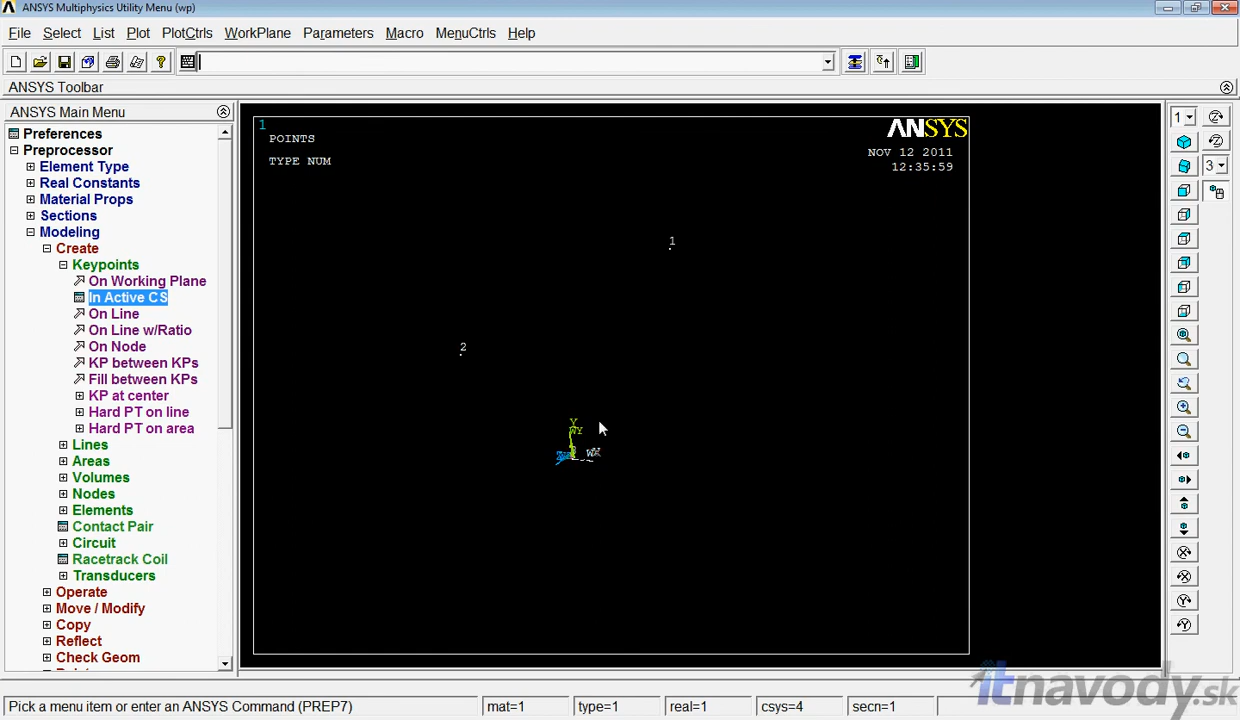 ANSYS Multiphysics Utility Menu (wp)
File Select List Plot PlotCtrls WorkPlane Parameters Macro MenuCtrls Help
ANSYS Toolbar
ANSYS Main Menu
Preferences
Preprocessor
Element Type
Real Constants
Material Props
Sections
Modeling
Create
Keypoints
On Working Plane
In Active CS
On Line
On Line w/Ratio
On Node
KP between KPs
Fill between KPs
KP at center
Hard PT on line
Hard PT on area
Lines
Areas
Volumes
Nodes
Elements
Contact Pair
Circuit
Racetrack Coil
Transducers
Operate
Move / Modify
Copy
Reflect
Check Geom
1
POINTS
TYPE NUM
ANSYS
NOV 12 2011
12:35:59
1
2
Y
WY
1
3
Pick a menu item or enter an ANSYS Command (PREP7)
mat=1
type=1
real=1
csys=4
secn=1
itnavody.sk